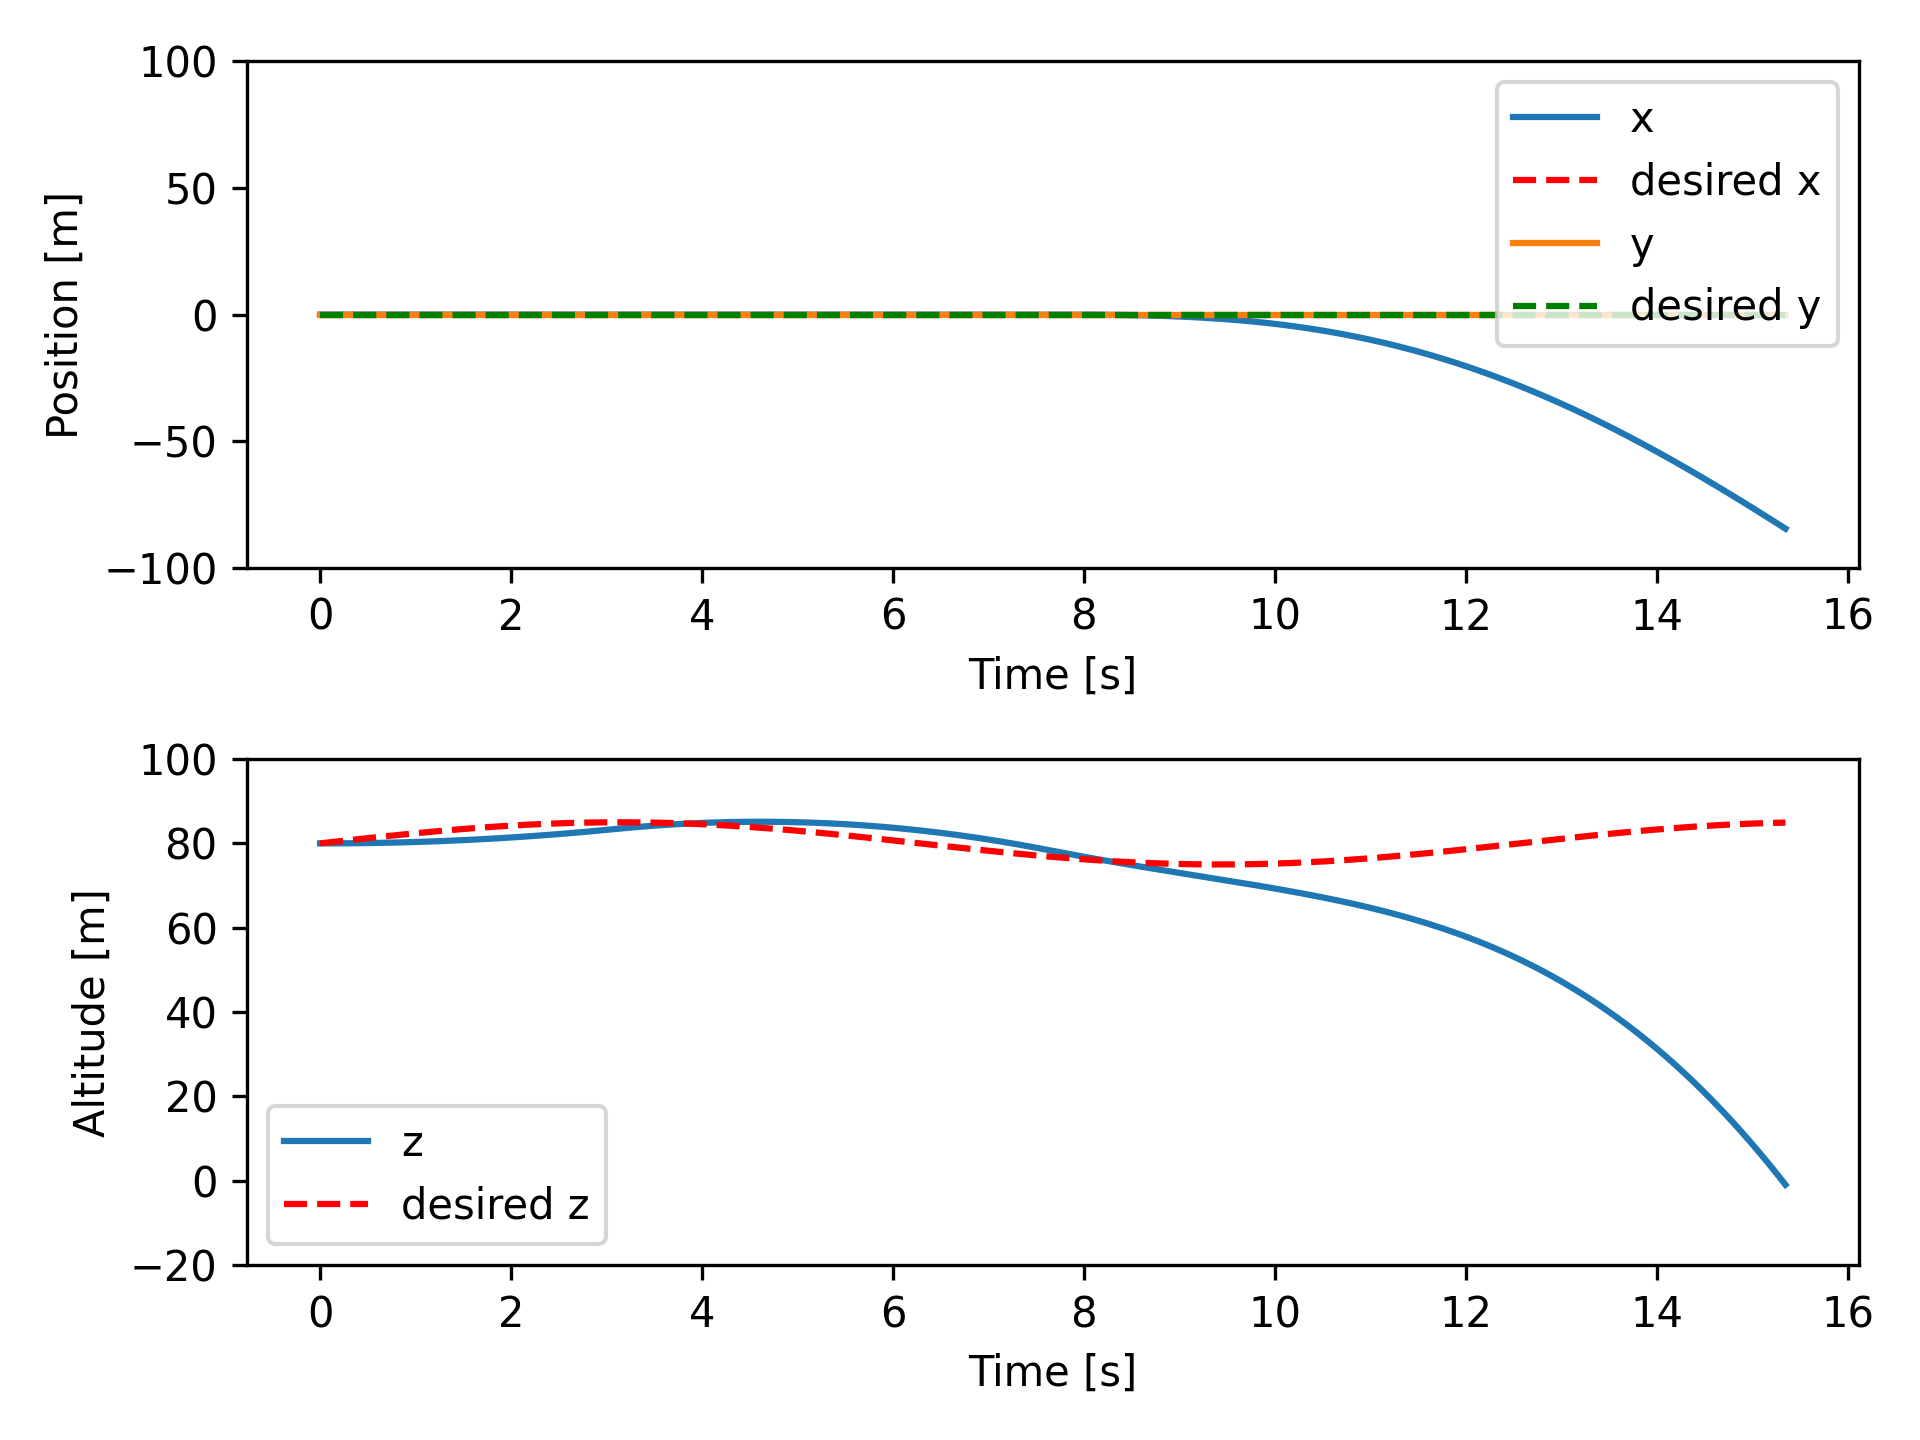 100
50
0
−50
−100
Position [m]
x
desired x
y
desired y
0 2 4 6 8 10 12 14 16
Time [s]
100
80
60
40
20
0
−20
Altitude [m]
z
desired z
0 2 4 6 8 10 12 14 16
Time [s]